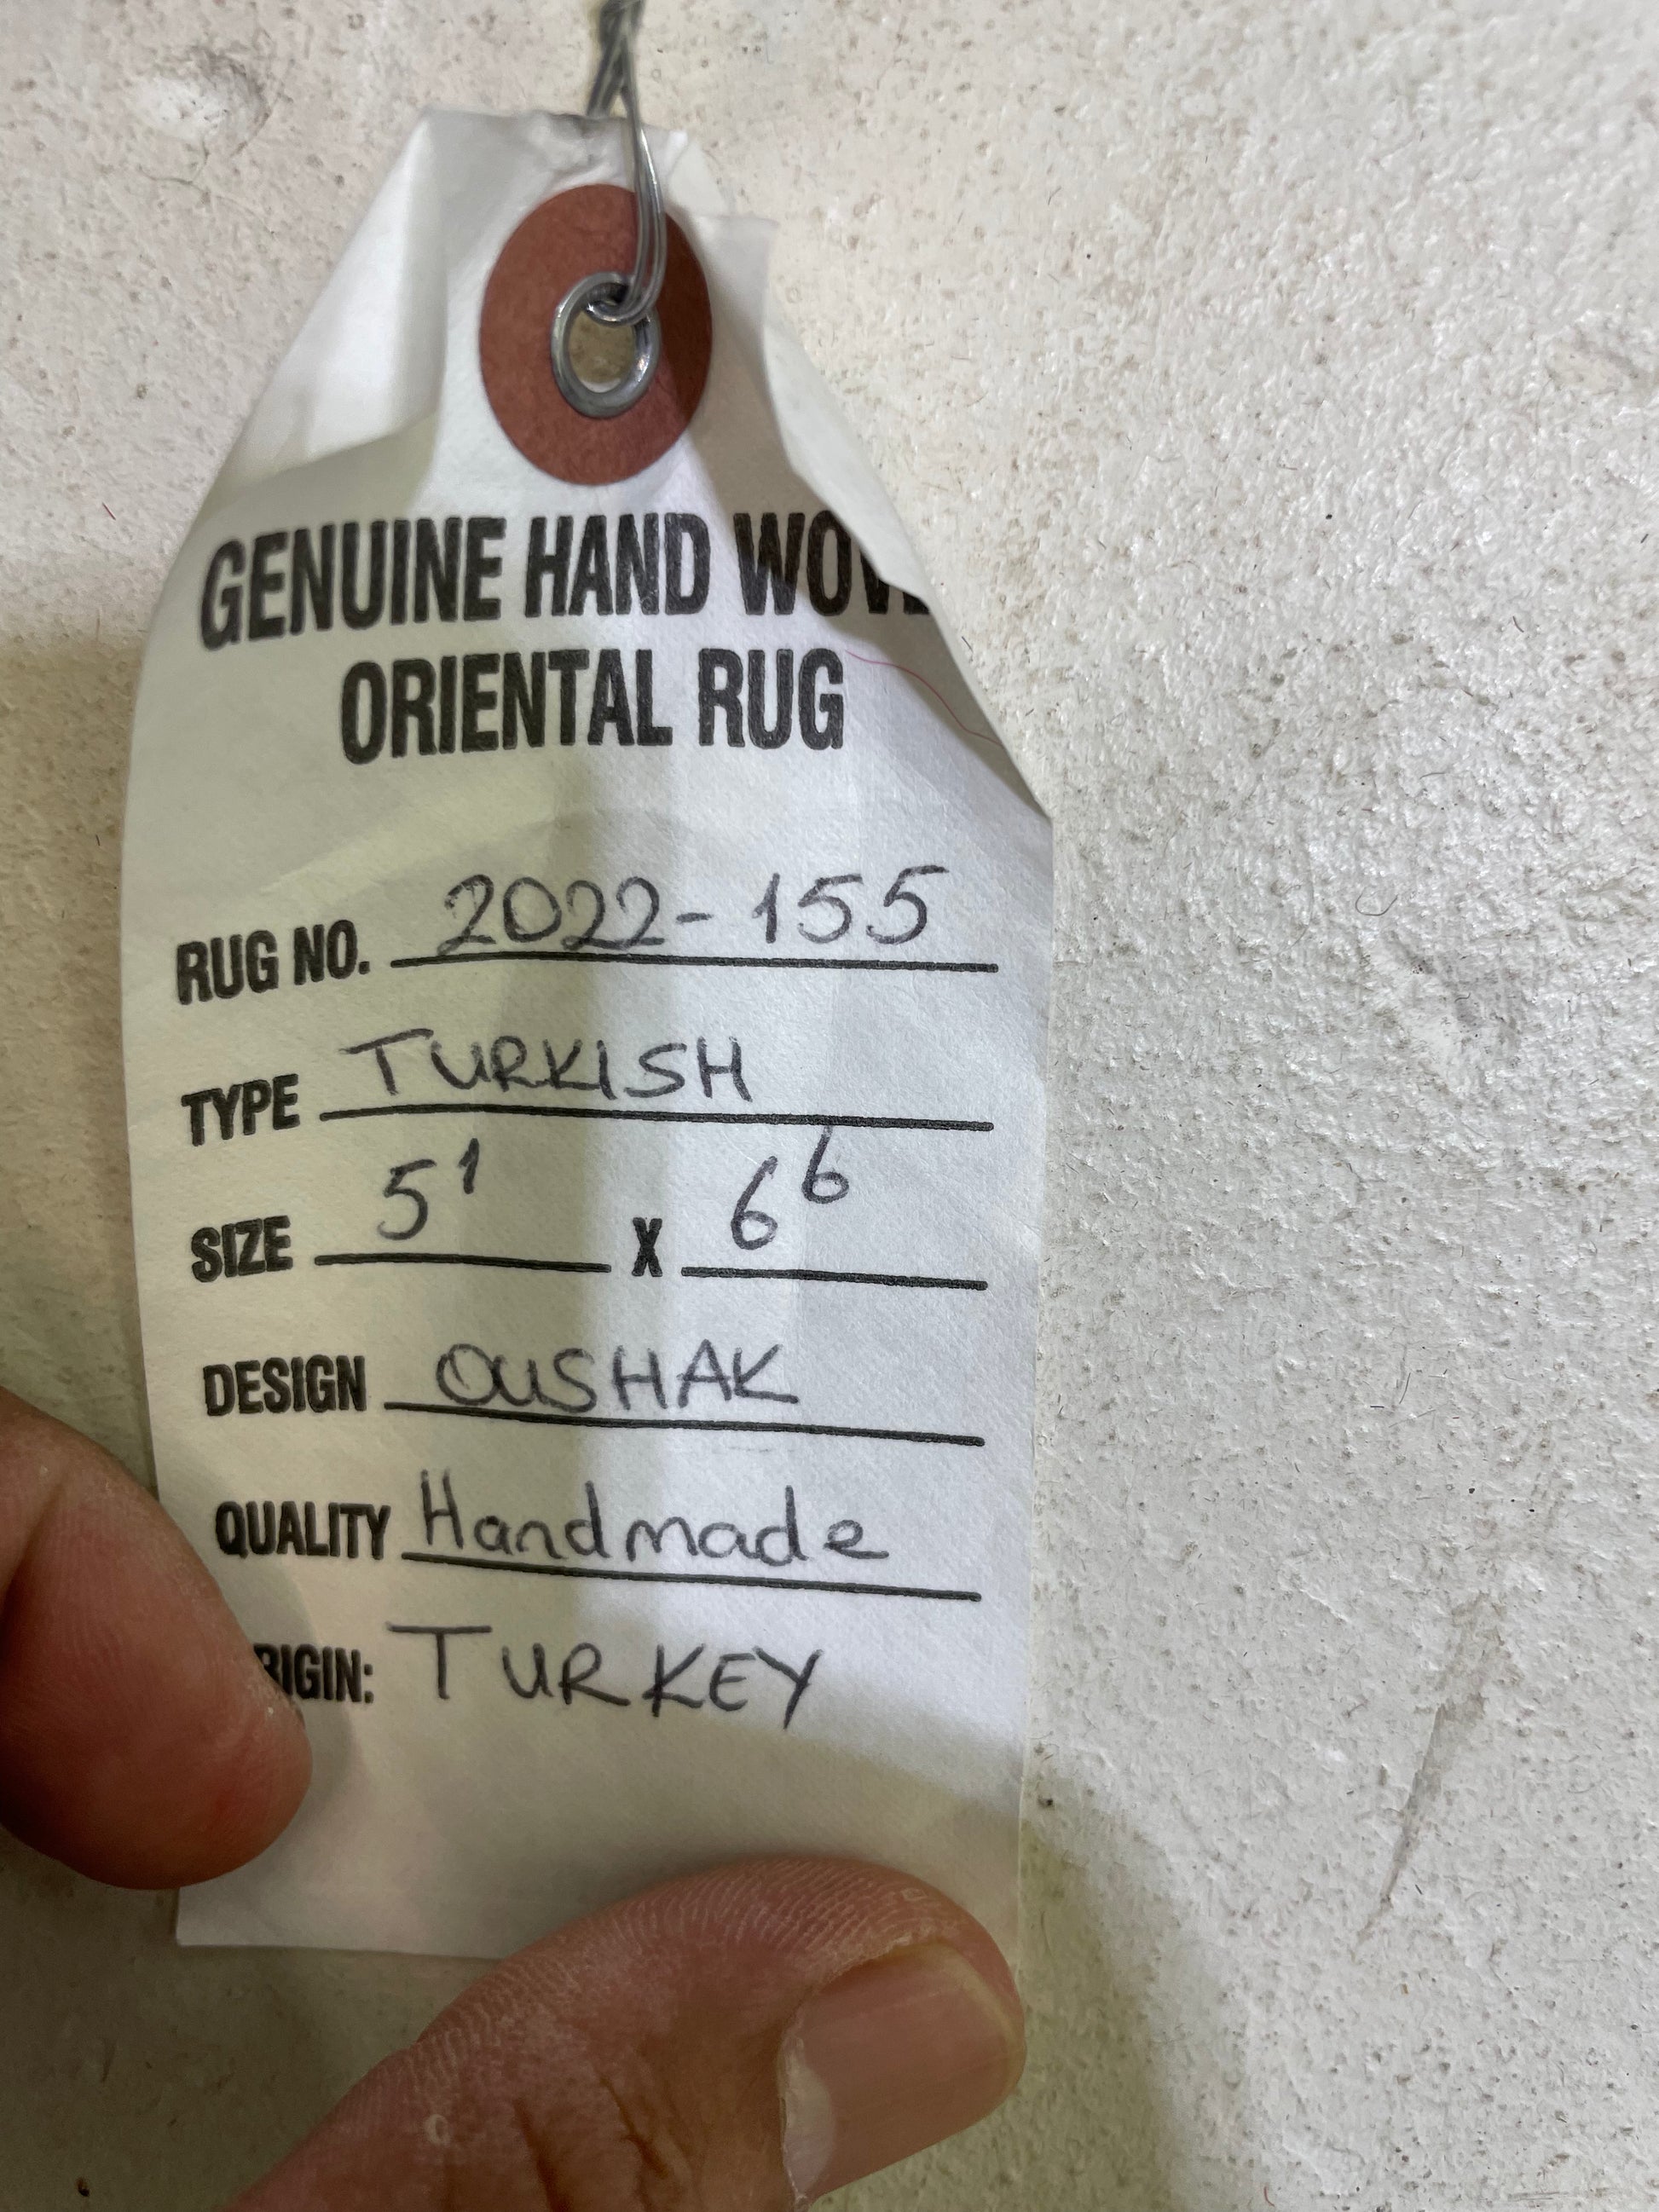 GENUINE HAND WOVE
ORIENTAL RUG
RUG NO. 2022-155
TYPE TURKISH
SIZE 5¹ X 6⁶
DESIGN OUSHAK
QUALITY Handmade
RIGIN: TURKEY